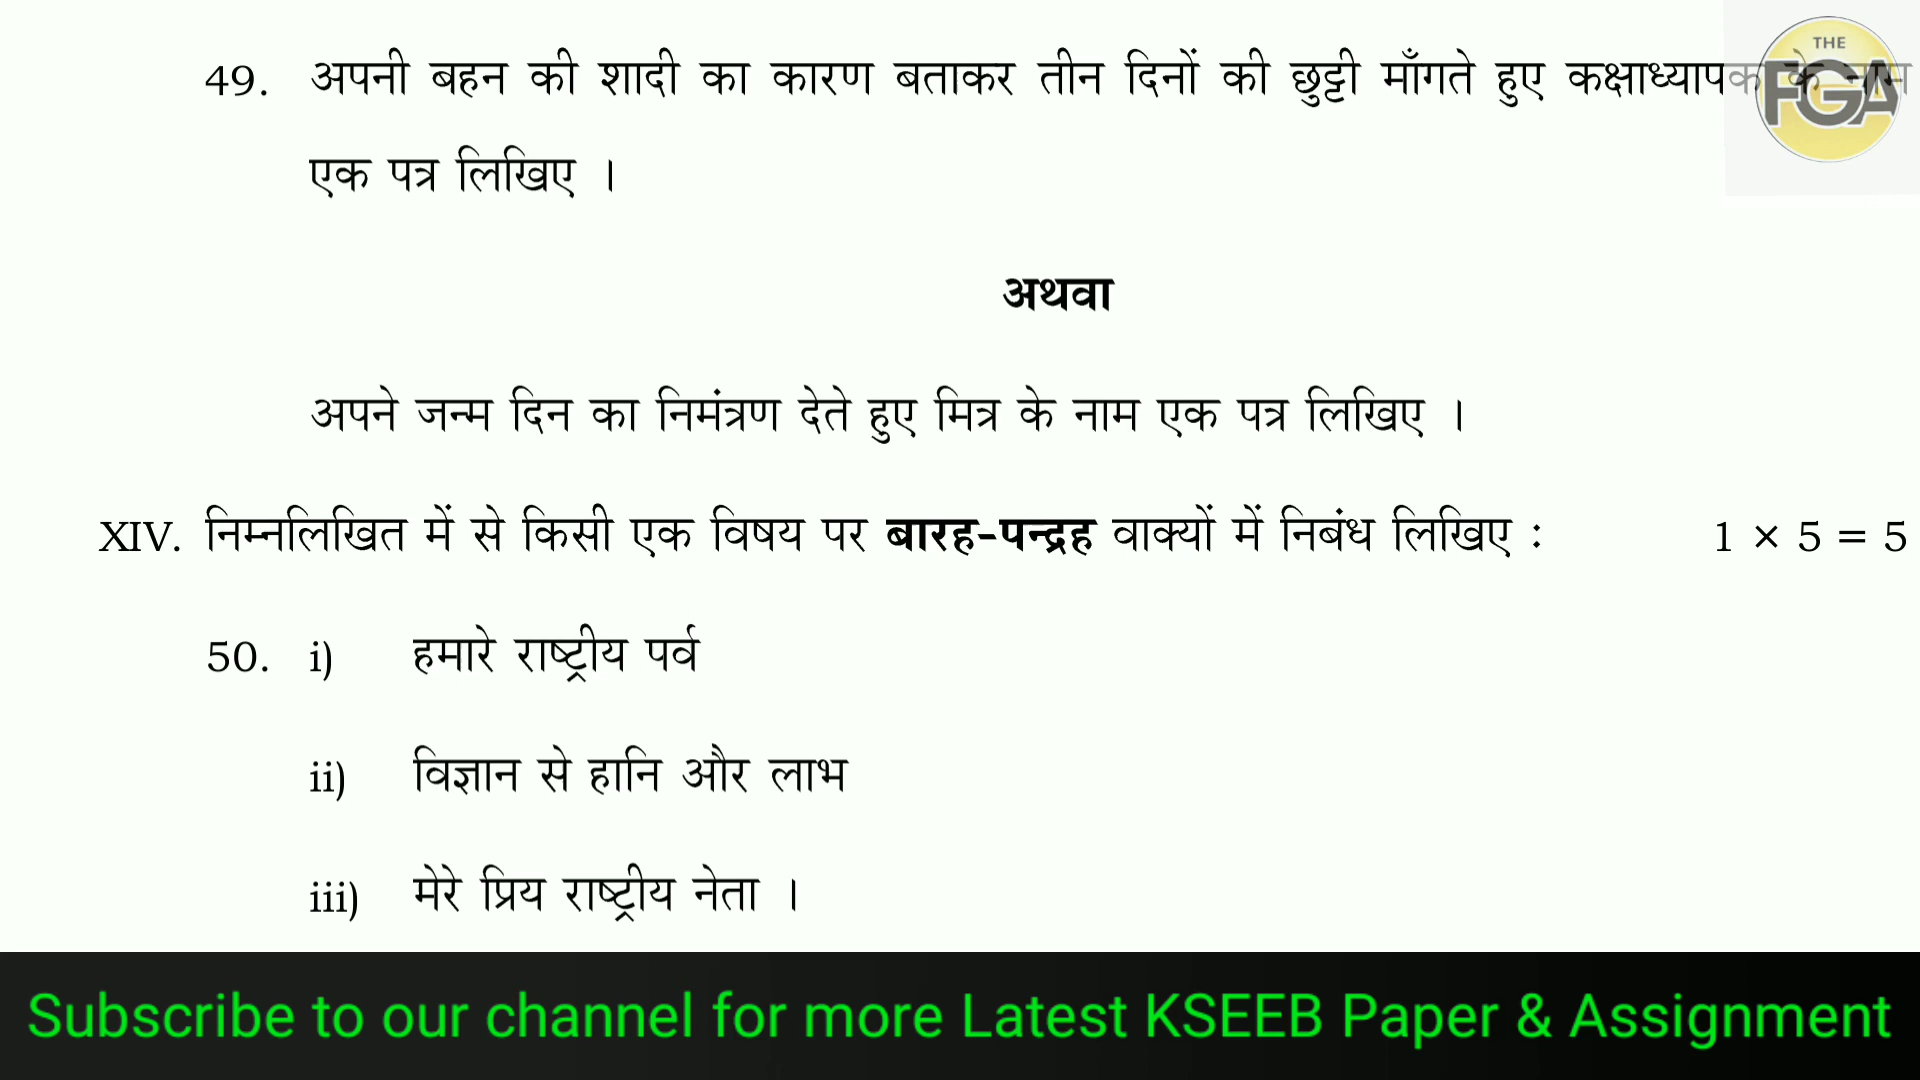 49. अपनी बहन की शादी का कारण बताकर तीन दिनों की छुट्टी माँगते हुए कक्षाध्यापक के नाम
THE
FGA
एक पत्र लिखिए ।
अथवा
अपने जन्म दिन का निमंत्रण देते हुए मित्र के नाम एक पत्र लिखिए ।
XIV. निम्नलिखित में से किसी एक विषय पर बारह-पन्द्रह वाक्यों में निबंध लिखिए : 1 × 5 = 5
50. i) हमारे राष्ट्रीय पर्व
ii) विज्ञान से हानि और लाभ
iii) मेरे प्रिय राष्ट्रीय नेता ।
Subscribe to our channel for more Latest KSEEB Paper & Assignment